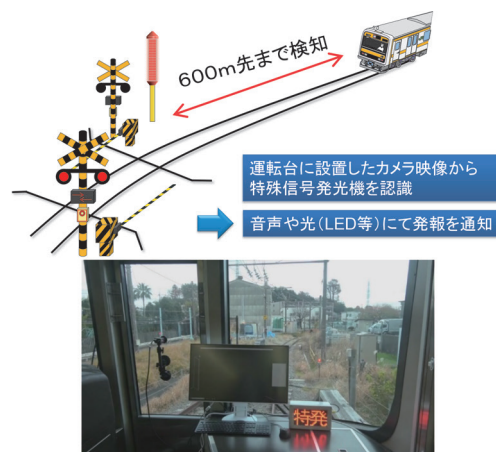 600m先まで検知
運転台に設置したカメラ映像から
特殊信号発光機を認識
音声や光(LED等)にて発報を通知
特発